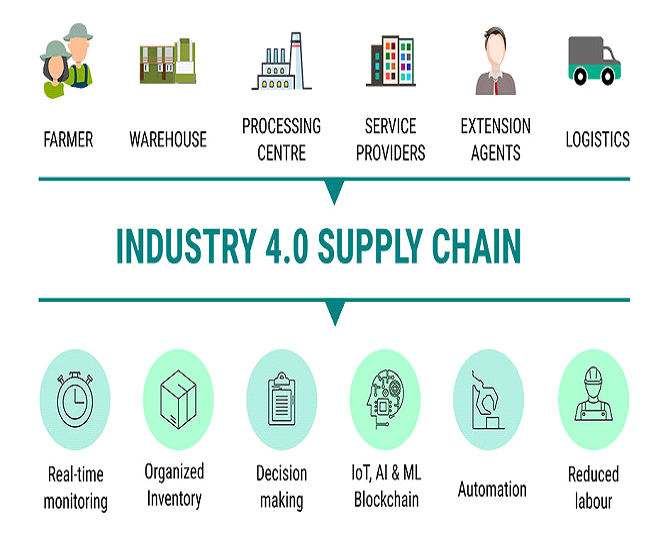 FARMER
WAREHOUSE
PROCESSING
CENTRE
SERVICE
PROVIDERS
EXTENSION
AGENTS
LOGISTICS
INDUSTRY 4.0 SUPPLY CHAIN
Real-time
monitoring
Organized
Inventory
Decision
making
IoT, AI & ML
Blockchain
Automation
Reduced
labour